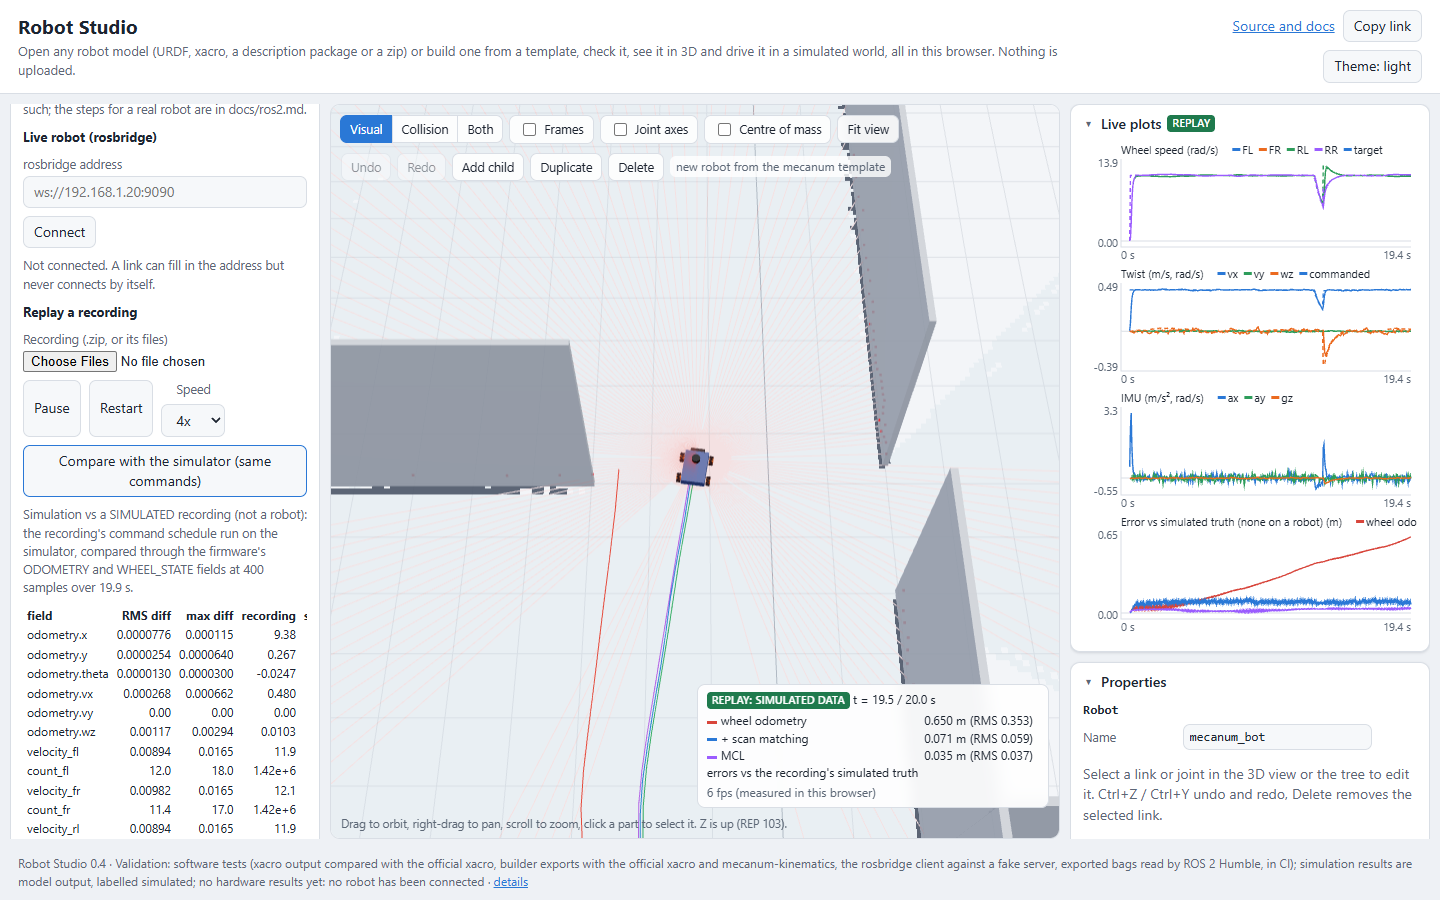 Robot Studio
Open any robot model (URDF, xacro, a description package or a zip) or build one from a template, check it, see it in 3D and drive it in a simulated world, all in this browser. Nothing is
uploaded.
Source and docs
Copy link
Theme: light
such; the steps for a real robot are in docs/ros2.md.
Live robot (rosbridge)
rosbridge address
ws://192.168.1.20:9090
Connect
Not connected. A link can fill in the address but
never connects by itself.
Replay a recording
Recording (.zip, or its files)
Choose Files No file chosen
Pause
Restart
Speed
4x
Compare with the simulator (same
commands)
Simulation vs a SIMULATED recording (not a robot):
the recording's command schedule run on the
simulator, compared through the firmware's
ODOMETRY and WHEEL_STATE fields at 400
samples over 19.9 s.
field RMS diff max diff recording s
odometry.x 0.0000776 0.000115 9.38
odometry.y 0.0000254 0.0000640 0.267
odometry.theta 0.0000130 0.0000300 -0.0247
odometry.vx 0.000268 0.000662 0.480
odometry.vy 0.00 0.00 0.00
odometry.wz 0.00117 0.00294 0.0103
velocity_fl 0.00894 0.0165 11.9
count_fl 12.0 18.0 1.42e+6
velocity_fr 0.00982 0.0165 12.1
count_fr 11.4 17.0 1.42e+6
velocity_rl 0.00894 0.0165 11.9
Visual Collision Both Frames Joint axes Centre of mass Fit view
Undo Redo Add child Duplicate Delete new robot from the mecanum template
REPLAY: SIMULATED DATA t = 19.5 / 20.0 s
wheel odometry 0.650 m (RMS 0.353)
+ scan matching 0.071 m (RMS 0.059)
MCL 0.035 m (RMS 0.037)
errors vs the recording's simulated truth
6 fps (measured in this browser)
Drag to orbit, right-drag to pan, scroll to zoom, click a part to select it. Z is up (REP 103).
Live plots REPLAY
Wheel speed (rad/s) FL FR RL RR target
13.9
0.00
0 s 19.4 s
Twist (m/s, rad/s) vx vy wz commanded
0.49
-0.39
0 s 19.4 s
IMU (m/s², rad/s) ax ay gz
3.3
-0.55
0 s 19.4 s
Error vs simulated truth (none on a robot) (m) wheel odo
0.65
0.00
0 s 19.4 s
Properties
Robot
Name mecanum_bot
Select a link or joint in the 3D view or the tree to edit
it. Ctrl+Z / Ctrl+Y undo and redo, Delete removes the
selected link.
Robot Studio 0.4 · Validation: software tests (xacro output compared with the official xacro, builder exports with the official xacro and mecanum-kinematics, the rosbridge client against a fake server, exported bags read by ROS 2 Humble, in CI); simulation results are
model output, labelled simulated; no hardware results yet: no robot has been connected · details